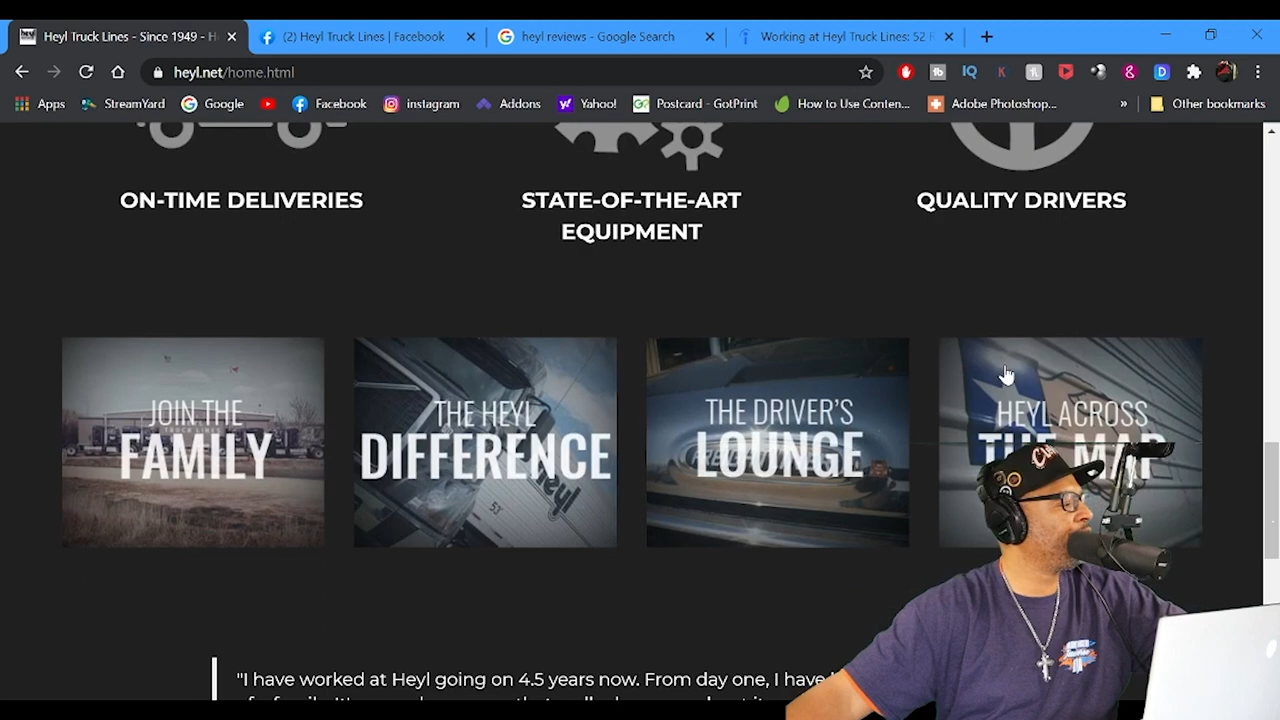 Heyl Truck Lines - Since 1949 - H
(2) Heyl Truck Lines | Facebook
heyl reviews - Google Search
Working at Heyl Truck Lines: 52 R
heyl.net/home.html
Apps
StreamYard
Google
Facebook
instagram
Addons
Yahoo!
Postcard - GotPrint
How to Use Conten...
Adobe Photoshop...
»
Other bookmarks
ON-TIME DELIVERIES
STATE-OF-THE-ART
EQUIPMENT
QUALITY DRIVERS
JOIN THE
FAMILY
THE HEYL
DIFFERENCE
heyl
53
THE DRIVER'S
LOUNGE
HEYL ACROSS
THE MAP
"I have worked at Heyl going on 4.5 years now. From day one, I have